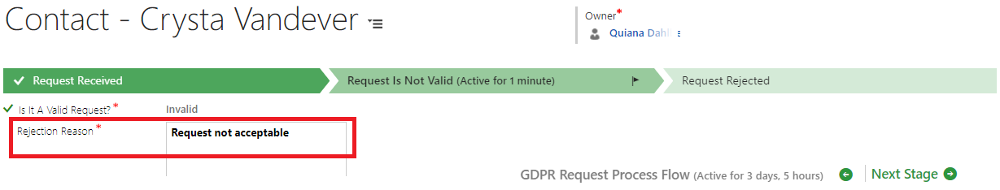 Contact - Crysta Vandever
Owner*
Quiana
Request Received
Request Is Not Valid (Active for 1 minute)
Request Rejected
Is It A Valid Request? *
Invalid
Rejection Reason *
Request not acceptable
GDPR Request Process Flow (Active for 3 days, 5 hours)
Next Stage